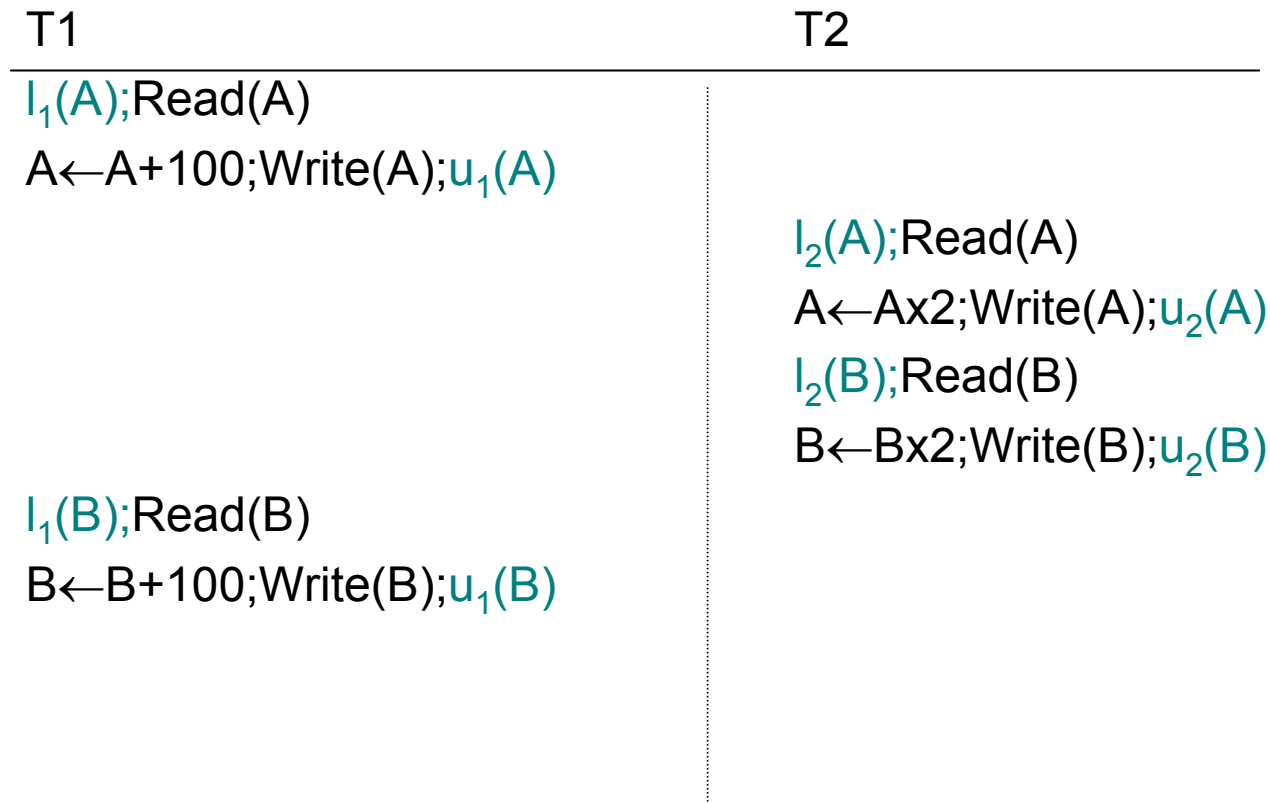 T1 T2
l₁(A);Read(A)
A←A+100;Write(A);u₁(A)
l₂(A);Read(A)
A←Ax2;Write(A);u₂(A)
l₂(B);Read(B)
B←Bx2;Write(B);u₂(B)
l₁(B);Read(B)
B←B+100;Write(B);u₁(B)